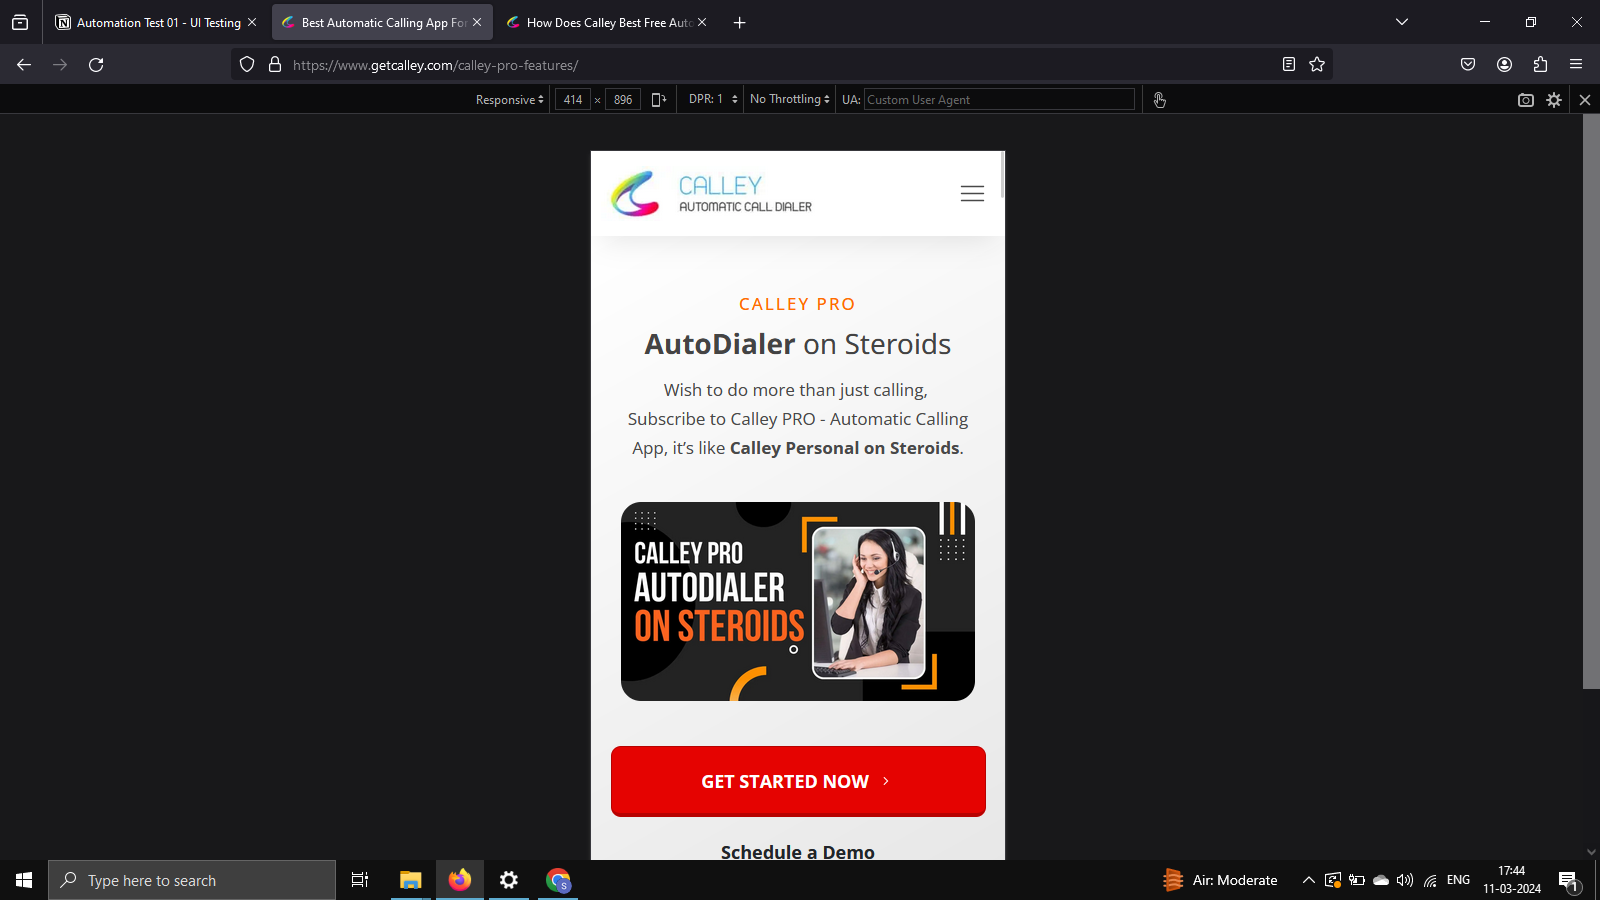 Automation Test 01 - UI Testing
Best Automatic Calling App For
How Does Calley Best Free Auto
https://www.getcalley.com/calley-pro-features/
Responsive
414 × 896
DPR: 1
No Throttling
UA: Custom User Agent
CALLEY
AUTOMATIC CALL DIALER
CALLEY PRO
AutoDialer on Steroids
Wish to do more than just calling,
Subscribe to Calley PRO - Automatic Calling
App, it’s like Calley Personal on Steroids.
CALLEY PRO
AUTODIALER
ON STEROIDS
GET STARTED NOW
Schedule a Demo
Type here to search
S
Air: Moderate
ENG
17:44
11-03-2024
1